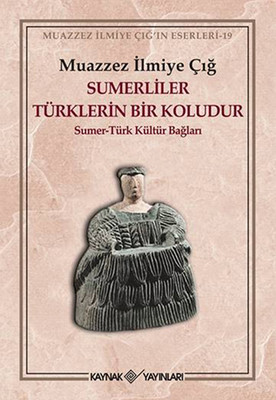 MUAZZEZ İLMİYE ÇIĞ'IN ESERLERİ-19
Muazzez İlmiye Çığ
SUMERLİLER
TÜRKLERİN BİR KOLUDUR
Sumer-Türk Kültür Bağları
KAYNAK YAYINLARI